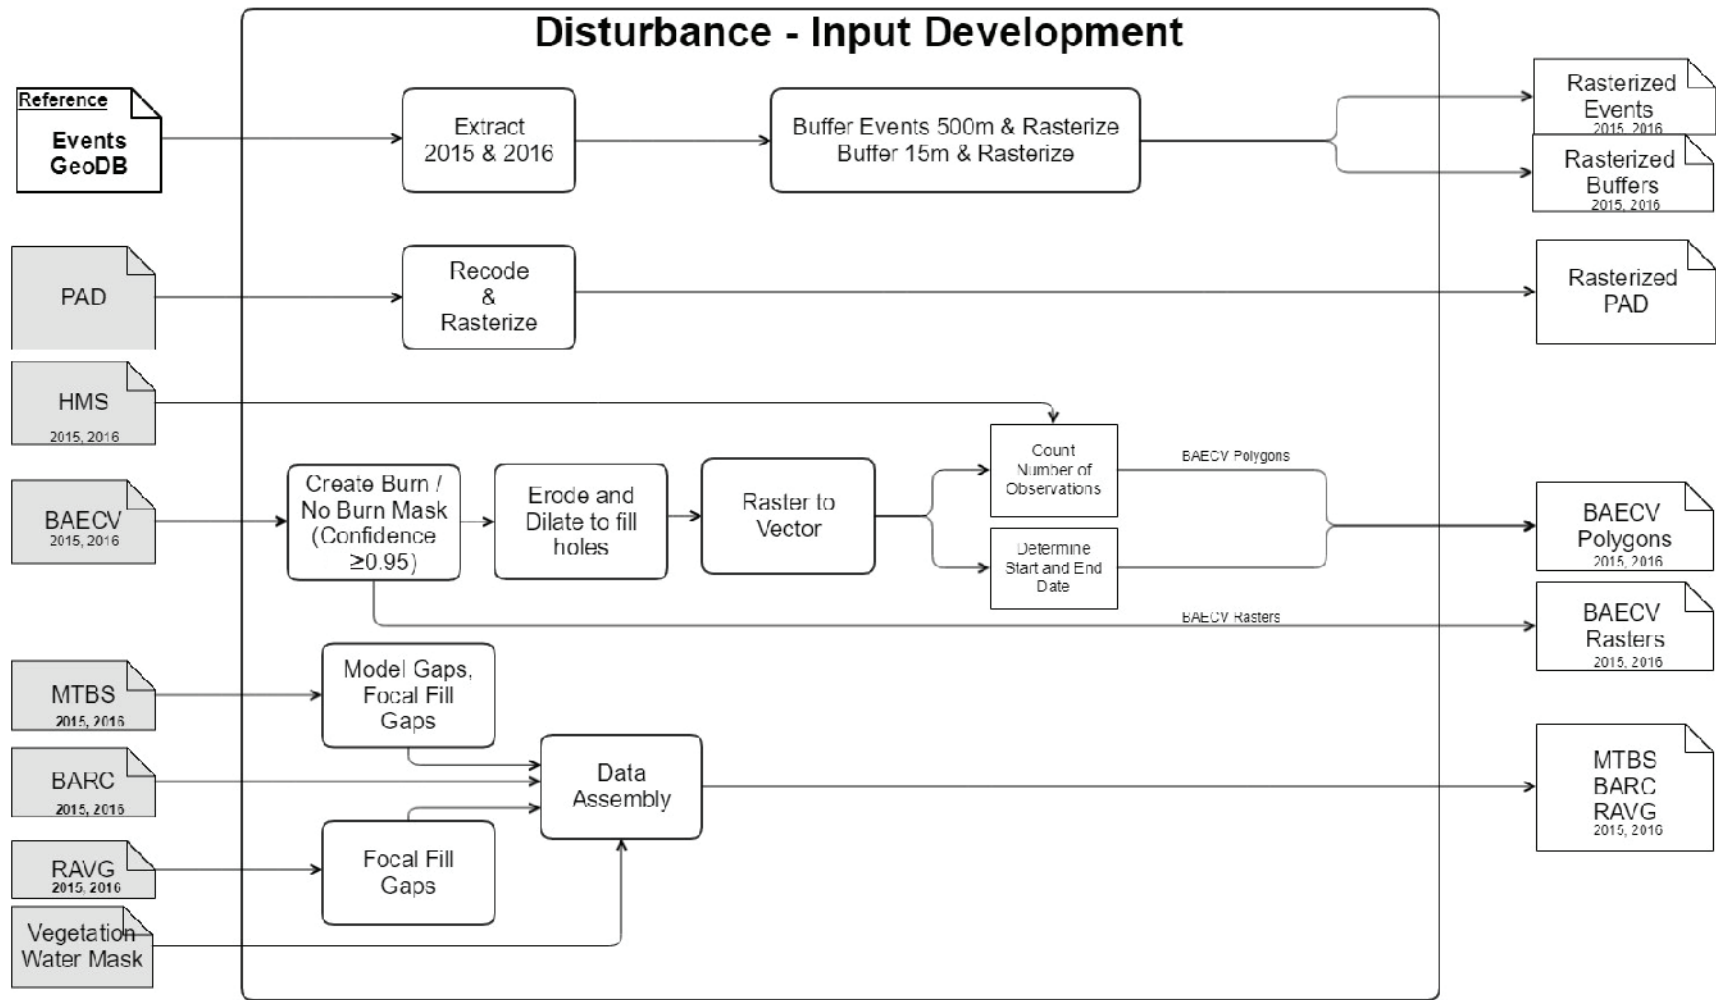 Disturbance - Input Development
Reference
Events
GeoDB
Extract
2015 & 2016
Buffer Events 500m & Rasterize
Buffer 15m & Rasterize
Rasterized
Events
2015, 2016
Rasterized
Buffers
2015, 2016
PAD
Recode
&
Rasterize
Rasterized
PAD
HMS
2015, 2016
BAECV
2015, 2016
Create Burn /
No Burn Mask
(Confidence
≥0.95)
Erode and
Dilate to fill
holes
Raster to
Vector
Count
Number of
Observations
Determine
Start and End
Date
BAECV Polygons
BAECV
Polygons
2015, 2016
BAECV Rasters
BAECV
Rasters
2015, 2016
MTBS
2015, 2016
Model Gaps,
Focal Fill
Gaps
BARC
2015, 2016
Data
Assembly
MTBS
BARC
RAVG
2015, 2016
RAVG
2015, 2016
Focal Fill
Gaps
Vegetation
Water Mask